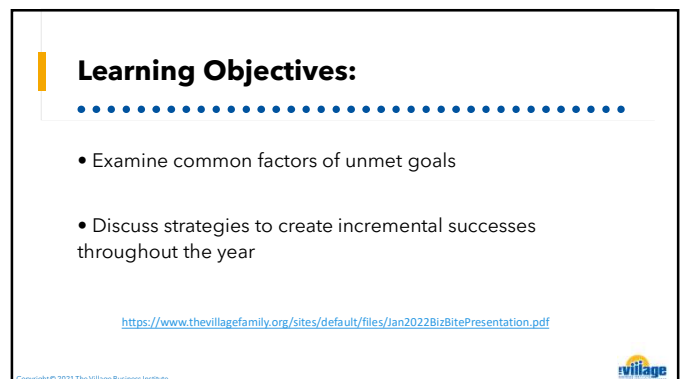 Learning Objectives:
• Examine common factors of unmet goals
• Discuss strategies to create incremental successes
throughout the year
https://www.thevillagefamily.org/sites/default/files/Jan2022BizBitePresentation.pdf
Copyright© 2021 The Village Business Institute
THE village